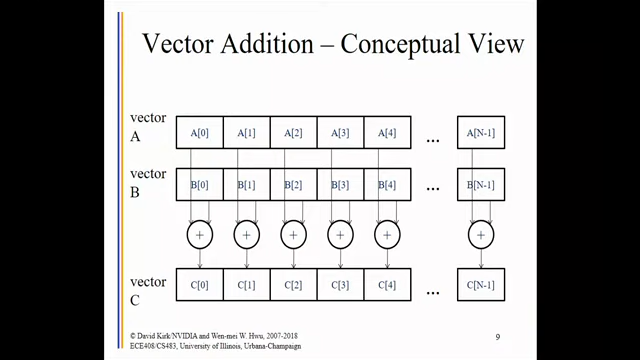 Vector Addition – Conceptual View
vector A A[0] A[1] A[2] A[3] A[4] ... A[N-1]
vector B B[0] B[1] B[2] B[3] B[4] ... B[N-1]
+ + + + + +
vector C C[0] C[1] C[2] C[3] C[4] ... C[N-1]
© David Kirk/NVIDIA and Wen-mei W. Hwu, 2007-2018
ECE408/CS483, University of Illinois, Urbana-Champaign
9